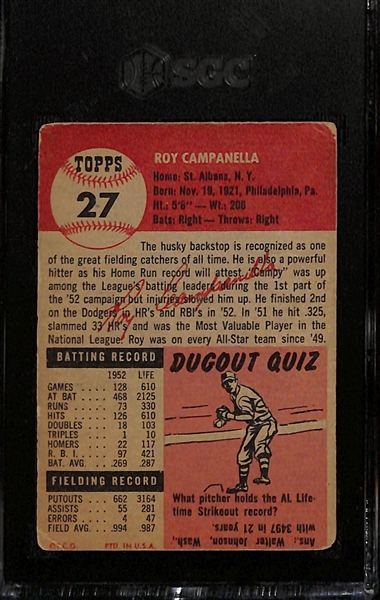 SGC
TOPPS
27
ROY CAMPANELLA
Home: St. Albans, N. Y.
Born: Nov. 19, 1921, Philadelphia, Pa.
Ht.: 5'8" — Wt.: 206
Bats: Right — Throws: Right
The husky backstop is recognized as one
of the great fielding catchers of all time. He is also a powerful
hitter as his Home Run record will attest. "Campy" was up
among the League's batting leaders during the 1st part of
the '52 campaign but injuries slowed him up. He finished 2nd on
the Dodgers in HR's and RBI's in '52. In '51 he hit .325,
slammed 33 HR's and was the Most Valuable Player in the
National League. Roy was on every All-Star team since '49.
Roy Campanella
BATTING RECORD
1952 LIFE
GAMES . . . 128 610
AT BAT . . . 468 2125
RUNS . . . 73 330
HITS . . . 126 610
DOUBLES . . 18 103
TRIPLES . . 1 10
HOMERS . . 22 117
R. B. I. . . . 97 421
BAT. AVG. . . .269 .287
FIELDING RECORD
PUTOUTS . . 662 3164
ASSISTS . . 55 281
ERRORS . . 4 47
FIELD AVG. . .994 .987
©T.C.G. PTD. IN U.S.A.
DUGOUT QUIZ
What pitcher holds the AL Life-
time Strikeout record?
Ans. Walter Johnson, Wash.,
with 3497 in 21 years.